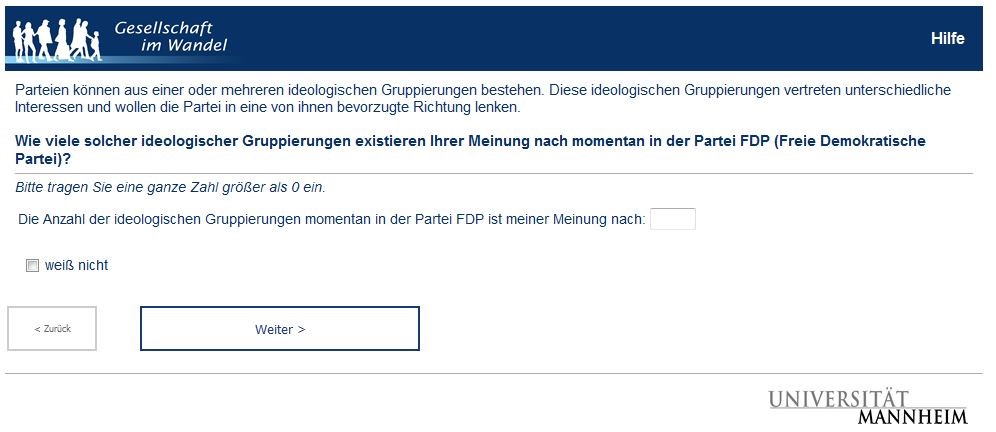 Gesellschaft
im Wandel
Hilfe
Parteien können aus einer oder mehreren ideologischen Gruppierungen bestehen. Diese ideologischen Gruppierungen vertreten unterschiedliche
Interessen und wollen die Partei in eine von ihnen bevorzugte Richtung lenken.
Wie viele solcher ideologischer Gruppierungen existieren Ihrer Meinung nach momentan in der Partei FDP (Freie Demokratische
Partei)?
Bitte tragen Sie eine ganze Zahl größer als 0 ein.
Die Anzahl der ideologischen Gruppierungen momentan in der Partei FDP ist meiner Meinung nach:
weiß nicht
< Zurück
Weiter >
UNIVERSITÄT
MANNHEIM